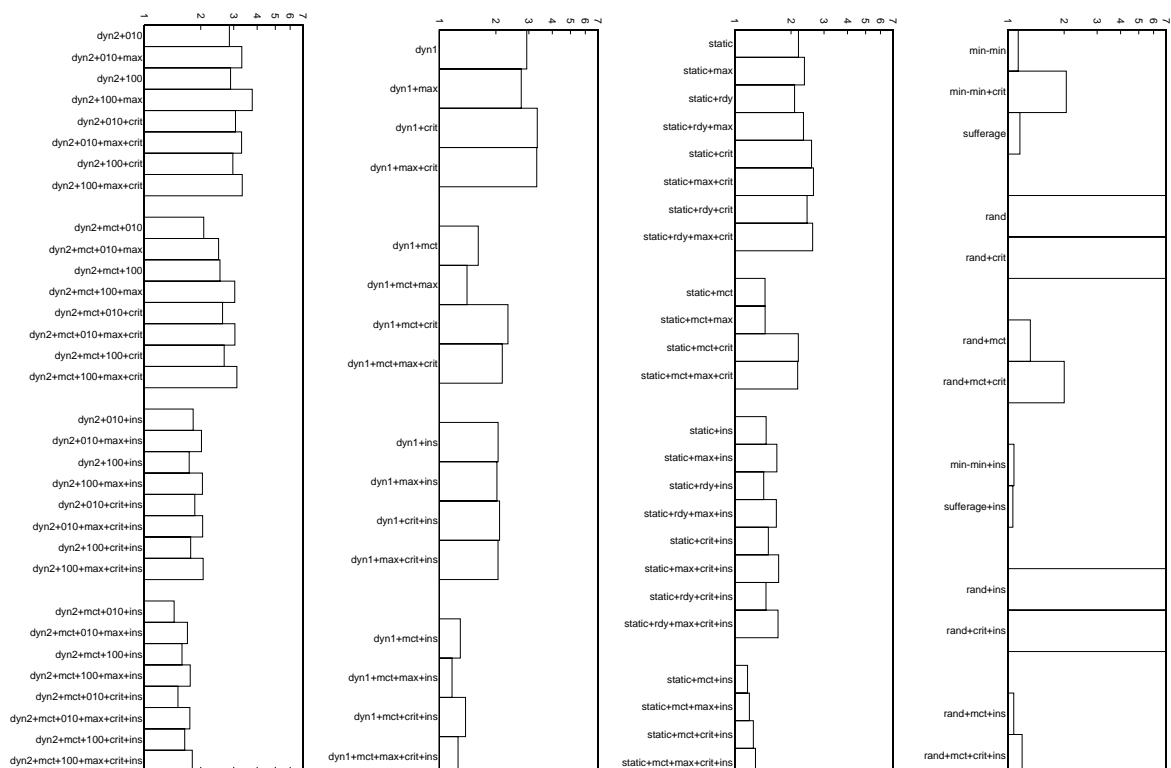 1 2 3 4 5 6 7
dyn2+010
dyn2+010+max
dyn2+100
dyn2+100+max
dyn2+010+crit
dyn2+010+max+crit
dyn2+100+crit
dyn2+100+max+crit
dyn2+mct+010
dyn2+mct+010+max
dyn2+mct+100
dyn2+mct+100+max
dyn2+mct+010+crit
dyn2+mct+010+max+crit
dyn2+mct+100+crit
dyn2+mct+100+max+crit
dyn2+010+ins
dyn2+010+max+ins
dyn2+100+ins
dyn2+100+max+ins
dyn2+010+crit+ins
dyn2+010+max+crit+ins
dyn2+100+crit+ins
dyn2+100+max+crit+ins
dyn2+mct+010+ins
dyn2+mct+010+max+ins
dyn2+mct+100+ins
dyn2+mct+100+max+ins
dyn2+mct+010+crit+ins
dyn2+mct+010+max+crit+ins
dyn2+mct+100+crit+ins
dyn2+mct+100+max+crit+ins
1 2 3 4 5 6 7
dyn1
dyn1+max
dyn1+crit
dyn1+max+crit
dyn1+mct
dyn1+mct+max
dyn1+mct+crit
dyn1+mct+max+crit
dyn1+ins
dyn1+max+ins
dyn1+crit+ins
dyn1+max+crit+ins
dyn1+mct+ins
dyn1+mct+max+ins
dyn1+mct+crit+ins
dyn1+mct+max+crit+ins
1 2 3 4 5 6 7
static
static+max
static+rdy
static+rdy+max
static+crit
static+max+crit
static+rdy+crit
static+rdy+max+crit
static+mct
static+mct+max
static+mct+crit
static+mct+max+crit
static+ins
static+max+ins
static+rdy+ins
static+rdy+max+ins
static+crit+ins
static+max+crit+ins
static+rdy+crit+ins
static+rdy+max+crit+ins
static+mct+ins
static+mct+max+ins
static+mct+crit+ins
static+mct+max+crit+ins
1 2 3 4 5 6 7
min-min
min-min+crit
sufferage
rand
rand+crit
rand+mct
rand+mct+crit
min-min+ins
sufferage+ins
rand+ins
rand+crit+ins
rand+mct+ins
rand+mct+crit+ins